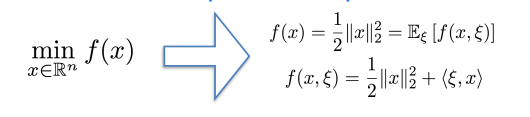 min f(x)
x∈ℝⁿ
f(x) = 1/2 ‖x‖₂² = 𝔼_ξ [f(x, ξ)]
f(x, ξ) = 1/2 ‖x‖₂² + ⟨ξ, x⟩